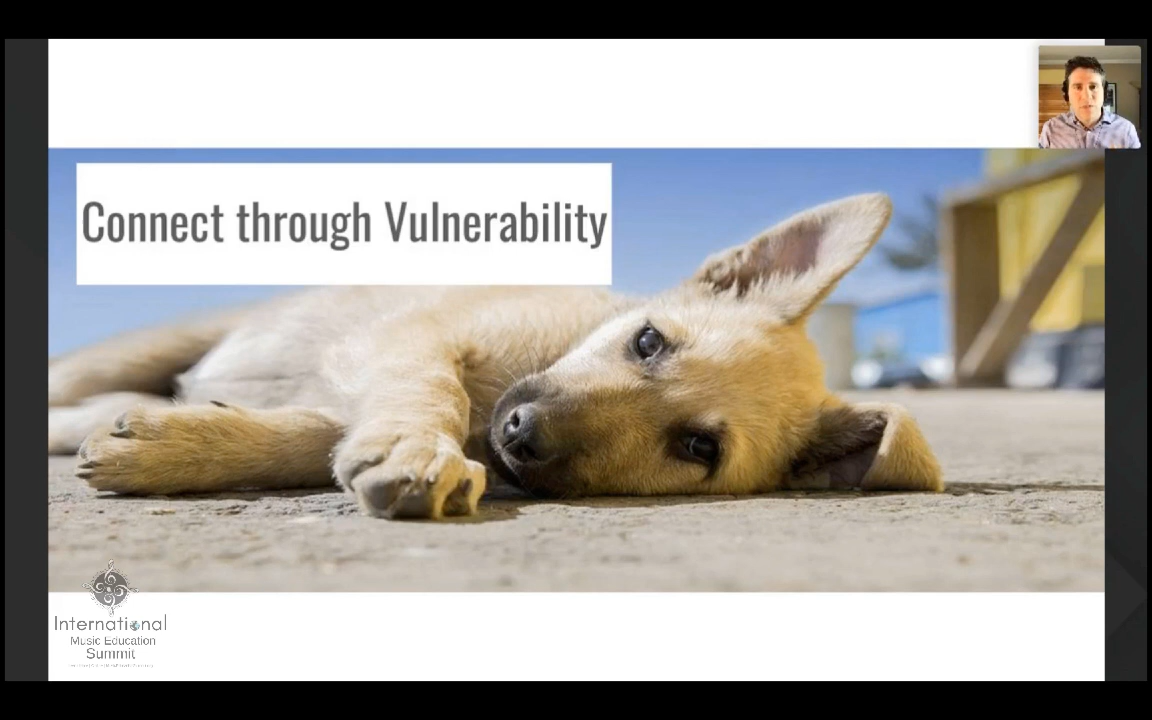 Connect through Vulnerability
International
Music Education
Summit